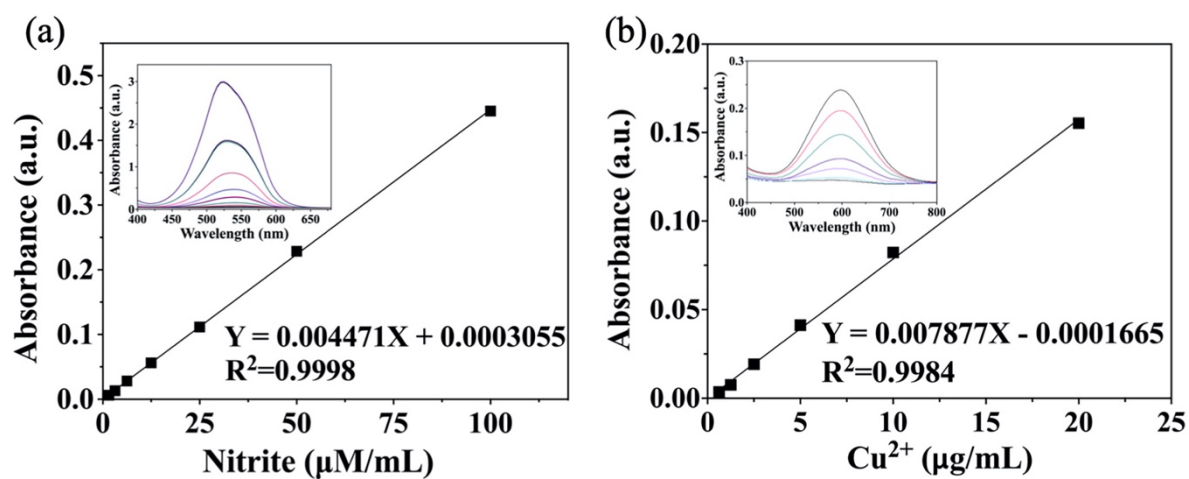 (a)
0.5
0.4
0.3
0.2
0.1
0.0
Absorbance (a.u.)
0
25
50
75
100
Nitrite (μM/mL)
3
2
1
0
Absorbance (a.u.)
400
450
500
550
600
650
Wavelength (nm)
Y = 0.004471X + 0.0003055
R²=0.9998
(b)
0.20
0.15
0.10
0.05
0.00
Absorbance (a.u.)
0
5
10
15
20
25
Cu²⁺ (μg/mL)
0.3
0.2
0.1
0.0
Absorbance (a.u.)
400
500
600
700
800
Wavelength (nm)
Y = 0.007877X - 0.0001665
R²=0.9984